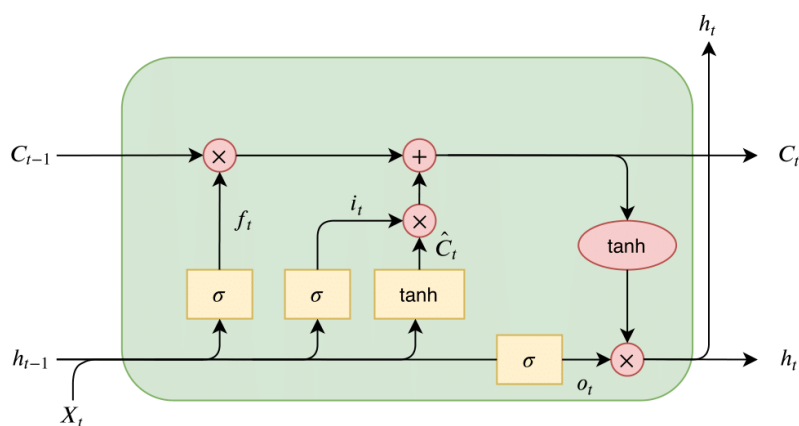 h_t
C_{t−1}
×
+
C_t
f_t
i_t
×
Ĉ_t
tanh
σ
σ
tanh
h_{t−1}
σ
o_t
×
h_t
X_t